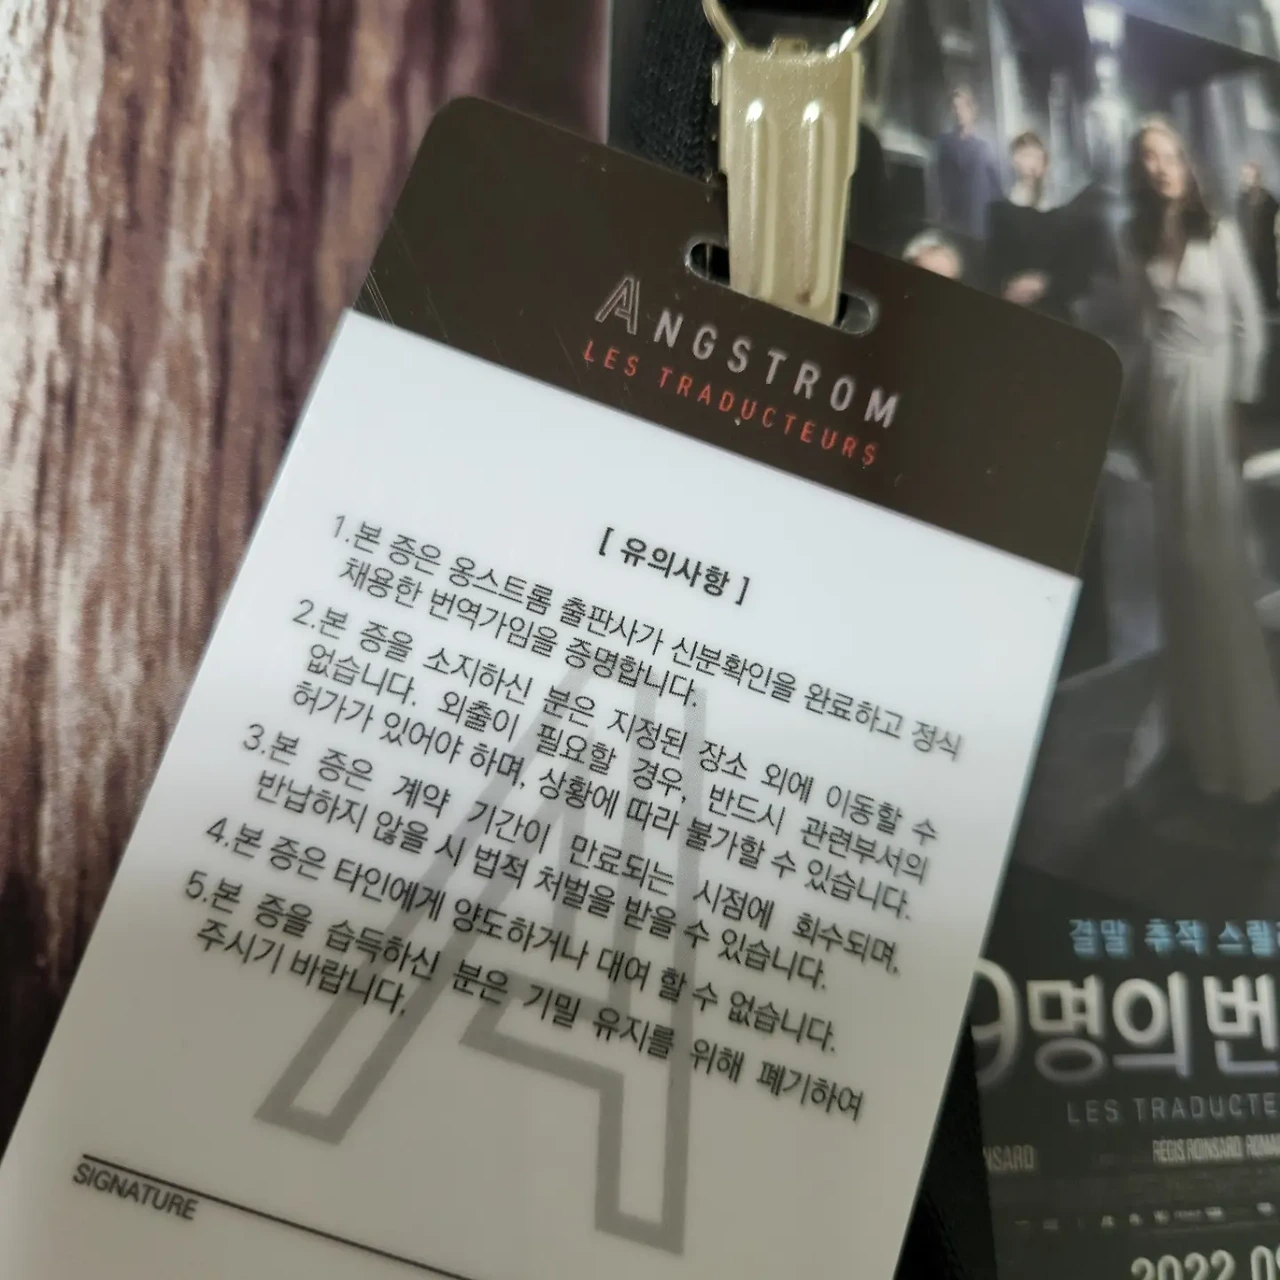 ANGSTROM
LES TRADUCTEURS
[ 유의사항 ]
1.본 증은 옹스트롬 출판사가 신분확인을 완료하고 정식
채용한 번역가임을 증명합니다.
2.본 증을 소지하신 분은 지정된 장소 외에 이동할 수
없습니다. 외출이 필요할 경우, 반드시 관련부서의
허가가 있어야 하며, 상황에 따라 불가할 수 있습니다.
3.본 증은 계약 기간이 만료되는 시점에 회수되며,
반납하지 않을 시 법적 처벌을 받을 수 있습니다.
4.본 증은 타인에게 양도하거나 대여 할 수 없습니다.
5.본 증을 습득하신 분은 기밀 유지를 위해 폐기하여
주시기 바랍니다.
SIGNATURE
결말 추적 스릴
9명의 번
LES TRADUCTE
NSARD RÉGIS ROINSARD ROMA
2022.0